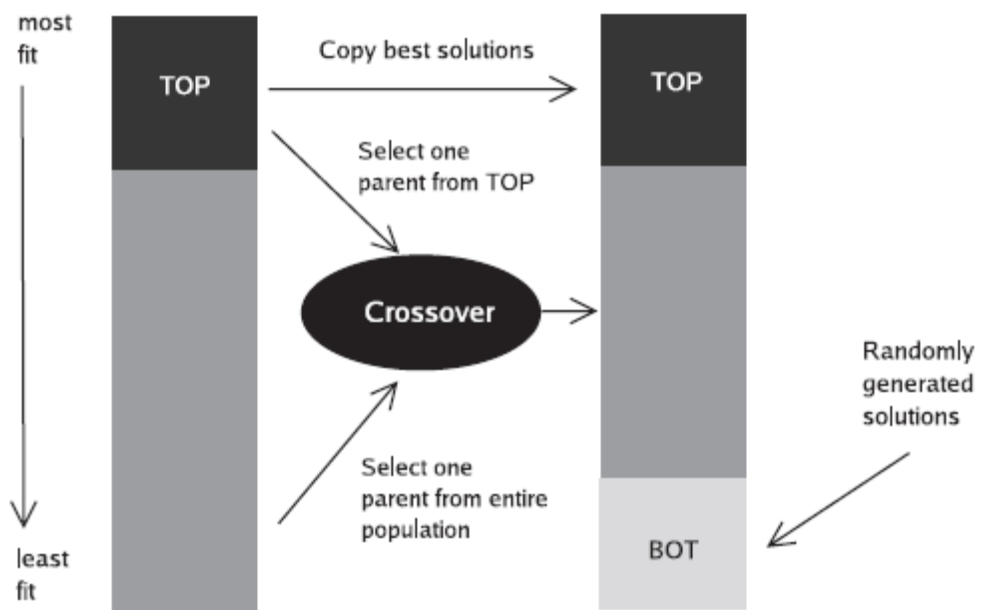 most
fit
TOP
Copy best solutions
TOP
Select one
parent from TOP
Crossover
Randomly
generated
solutions
Select one
parent from entire
population
least
fit
BOT